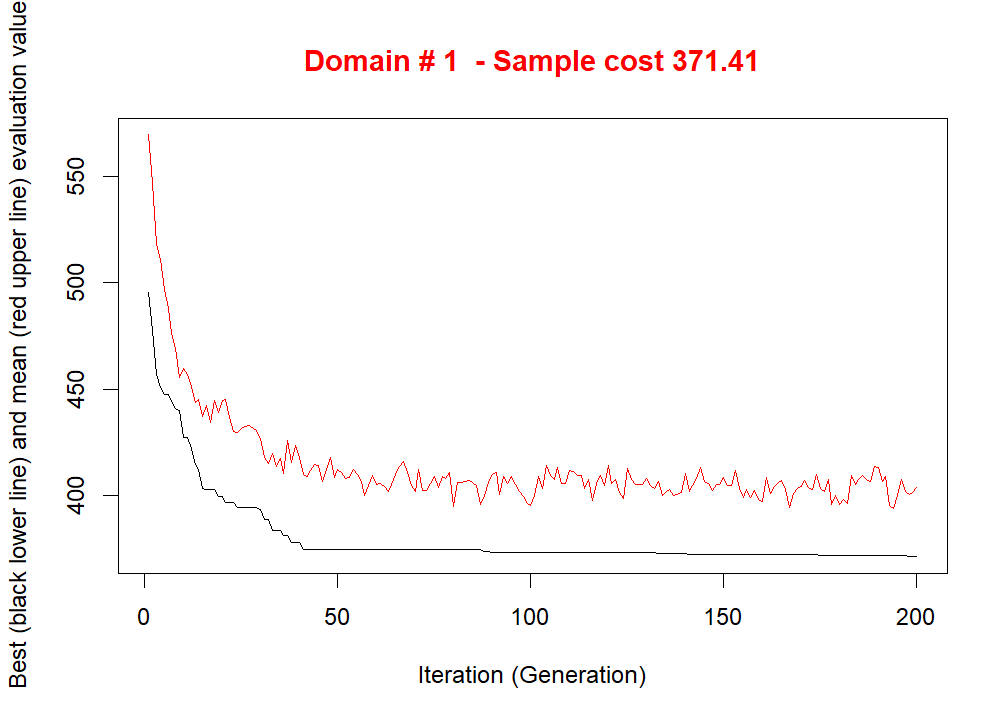 Domain # 1  - Sample cost 371.41
Best (black lower line) and mean (red upper line) evaluation value
550
500
450
400
0 50 100 150 200
Iteration (Generation)